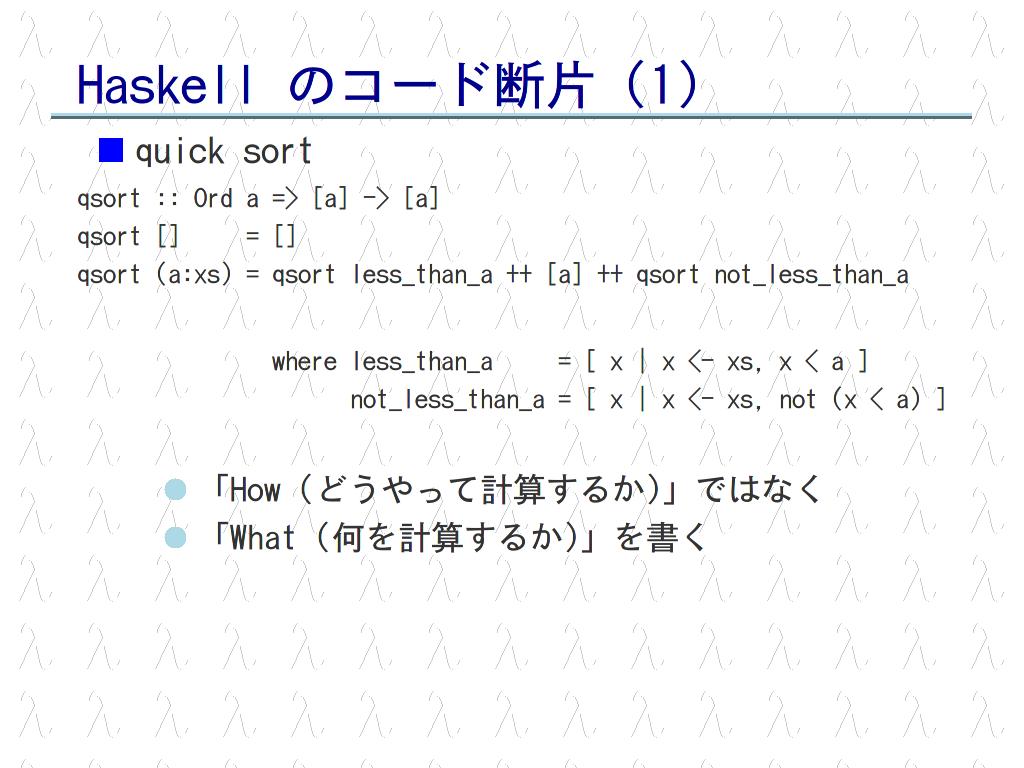 Haskell のコード断片（1）
quick sort
qsort :: Ord a => [a] -> [a]
qsort []     = []
qsort (a:xs) = qsort less_than_a ++ [a] ++ qsort not_less_than_a
where less_than_a     = [ x | x <- xs, x < a ]
not_less_than_a = [ x | x <- xs, not (x < a) ]
「How（どうやって計算するか）」ではなく
「What（何を計算するか）」を書く